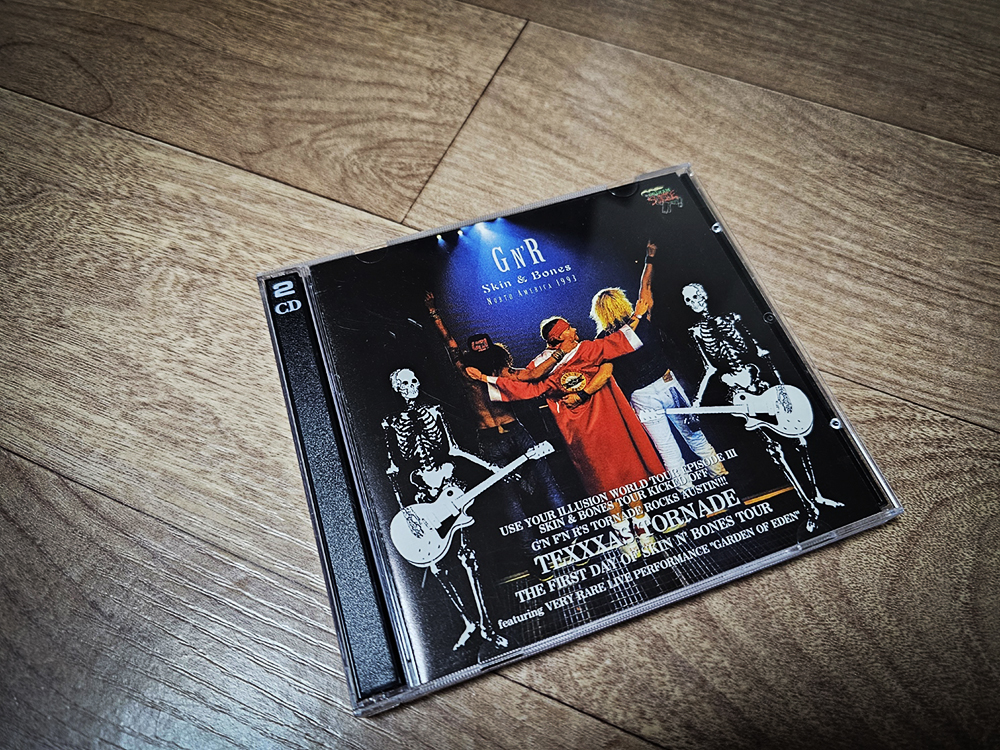 2
CD
GN'R
Skin & Bones
NORTH AMERICA 1993
USE YOUR ILLUSION WORLD TOUR EPISODE III
SKIN & BONES TOUR KICKED OFF
G'N F'N R'S TORNADE ROCKS AUSTIN!!!
TEXXXAS TORNADE
THE FIRST DAY OF SKIN N' BONES TOUR
featuring VERY RARE LIVE PERFORMANCE "GARDEN OF EDEN"